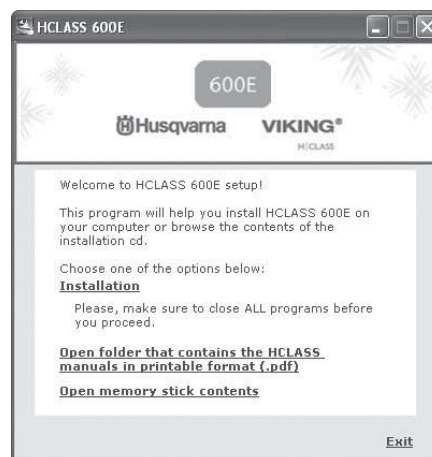 HCLASS 600E
600E
Husqvarna VIKING®
H|CLASS
Welcome to HCLASS 600E setup!
This program will help you install HCLASS 600E on
your computer or browse the contents of the
installation cd.
Choose one of the options below:
Installation
Please, make sure to close ALL programs before
you proceed.
Open folder that contains the HCLASS
manuals in printable format (.pdf)
Open memory stick contents
Exit